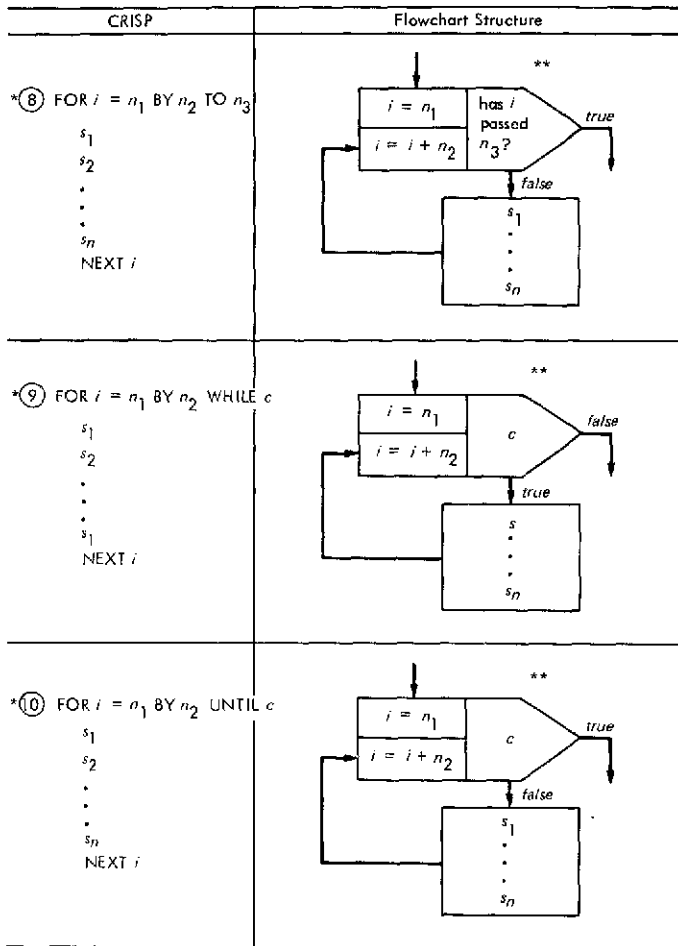 CRISP
Flowchart Structure
*⑧ FOR i = n1 BY n2 TO n3
s1
s2
.
.
.
sn
NEXT i
**
i = n1
i = i + n2
has i
passed
n3?
true
false
s1
.
.
.
sn
*⑨ FOR i = n1 BY n2 WHILE c
s1
s2
.
.
.
s1
NEXT i
**
i = n1
i = i + n2
c
false
true
s
.
.
.
sn
*⑩ FOR i = n1 BY n2 UNTIL c
s1
s2
.
.
.
sn
NEXT i
**
i = n1
i = i + n2
c
true
false
s1
.
.
.
sn